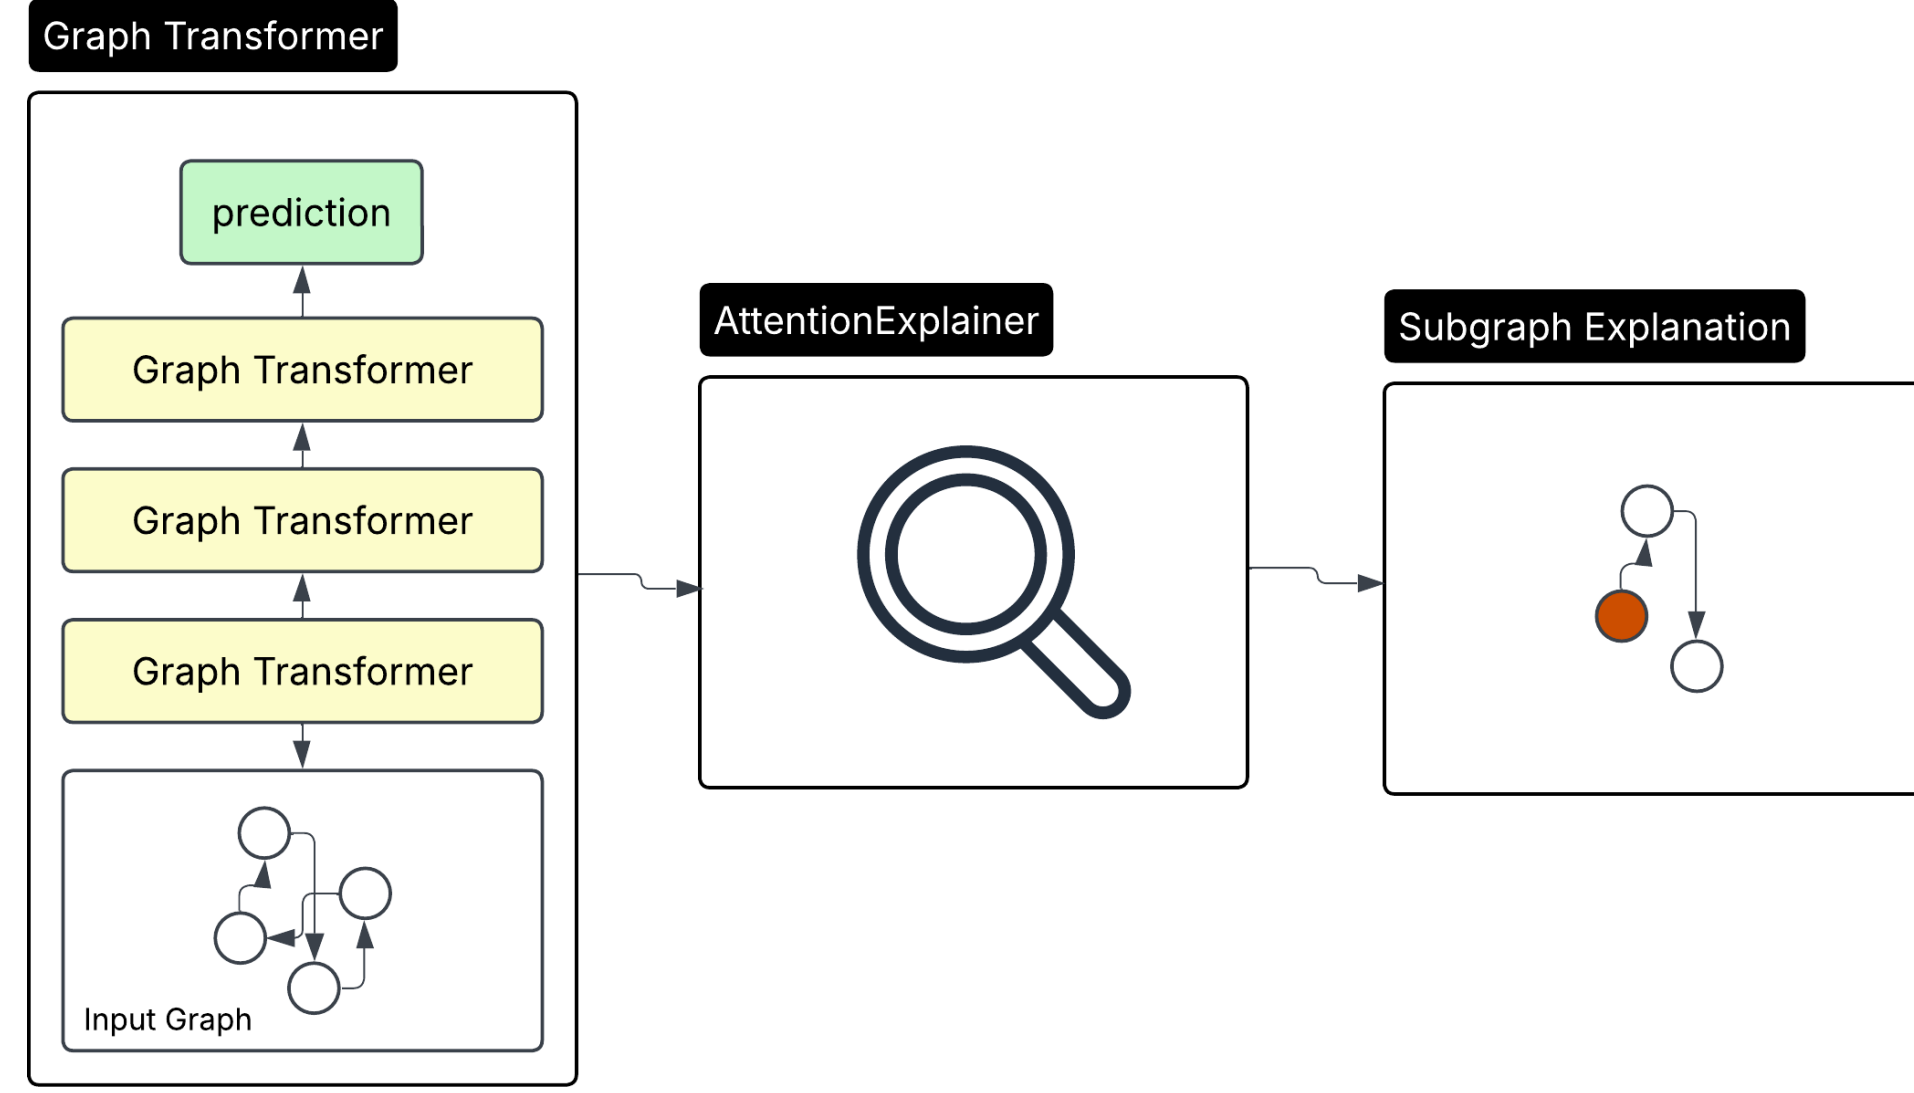 Graph Transformer
prediction
Graph Transformer
Graph Transformer
Graph Transformer
Input Graph
AttentionExplainer
Subgraph Explanation